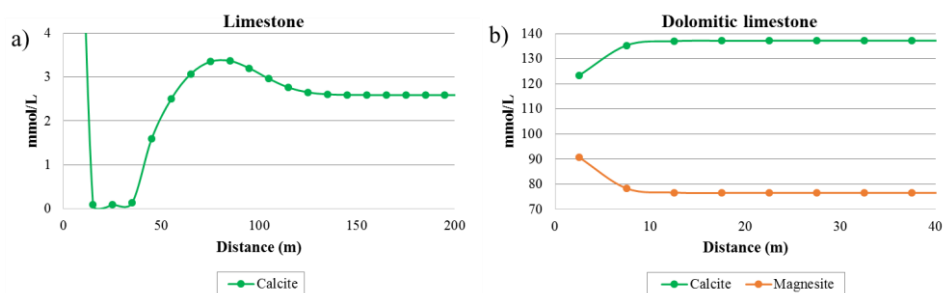 a)
Limestone
mmol/L
4
3
2
1
0
0 50 100 150 200
Distance (m)
Calcite
b)
Dolomitic limestone
mmol/L
140
130
120
110
100
90
80
70
0 10 20 30 40
Distance (m)
Calcite Magnesite